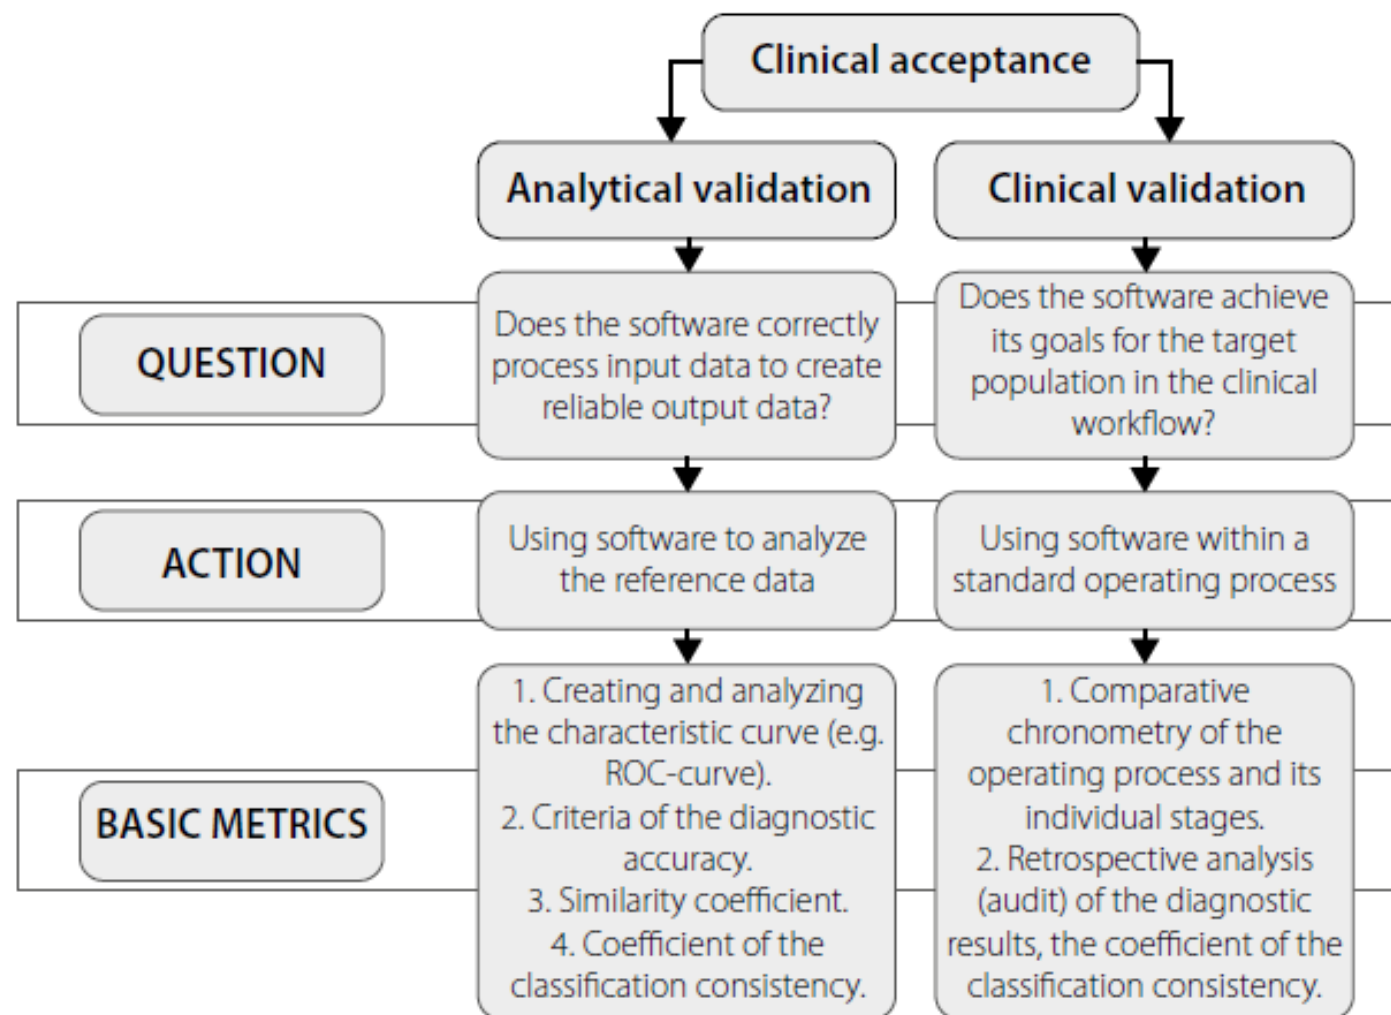 Clinical acceptance
Analytical validation
Clinical validation
QUESTION
Does the software correctly
process input data to create
reliable output data?
Does the software achieve
its goals for the target
population in the clinical
workflow?
ACTION
Using software to analyze
the reference data
Using software within a
standard operating process
BASIC METRICS
1. Creating and analyzing
the characteristic curve (e.g.
ROC-curve).
2. Criteria of the diagnostic
accuracy.
3. Similarity coefficient.
4. Coefficient of the
classification consistency.
1. Comparative
chronometry of the
operating process and its
individual stages.
2. Retrospective analysis
(audit) of the diagnostic
results, the coefficient of the
classification consistency.